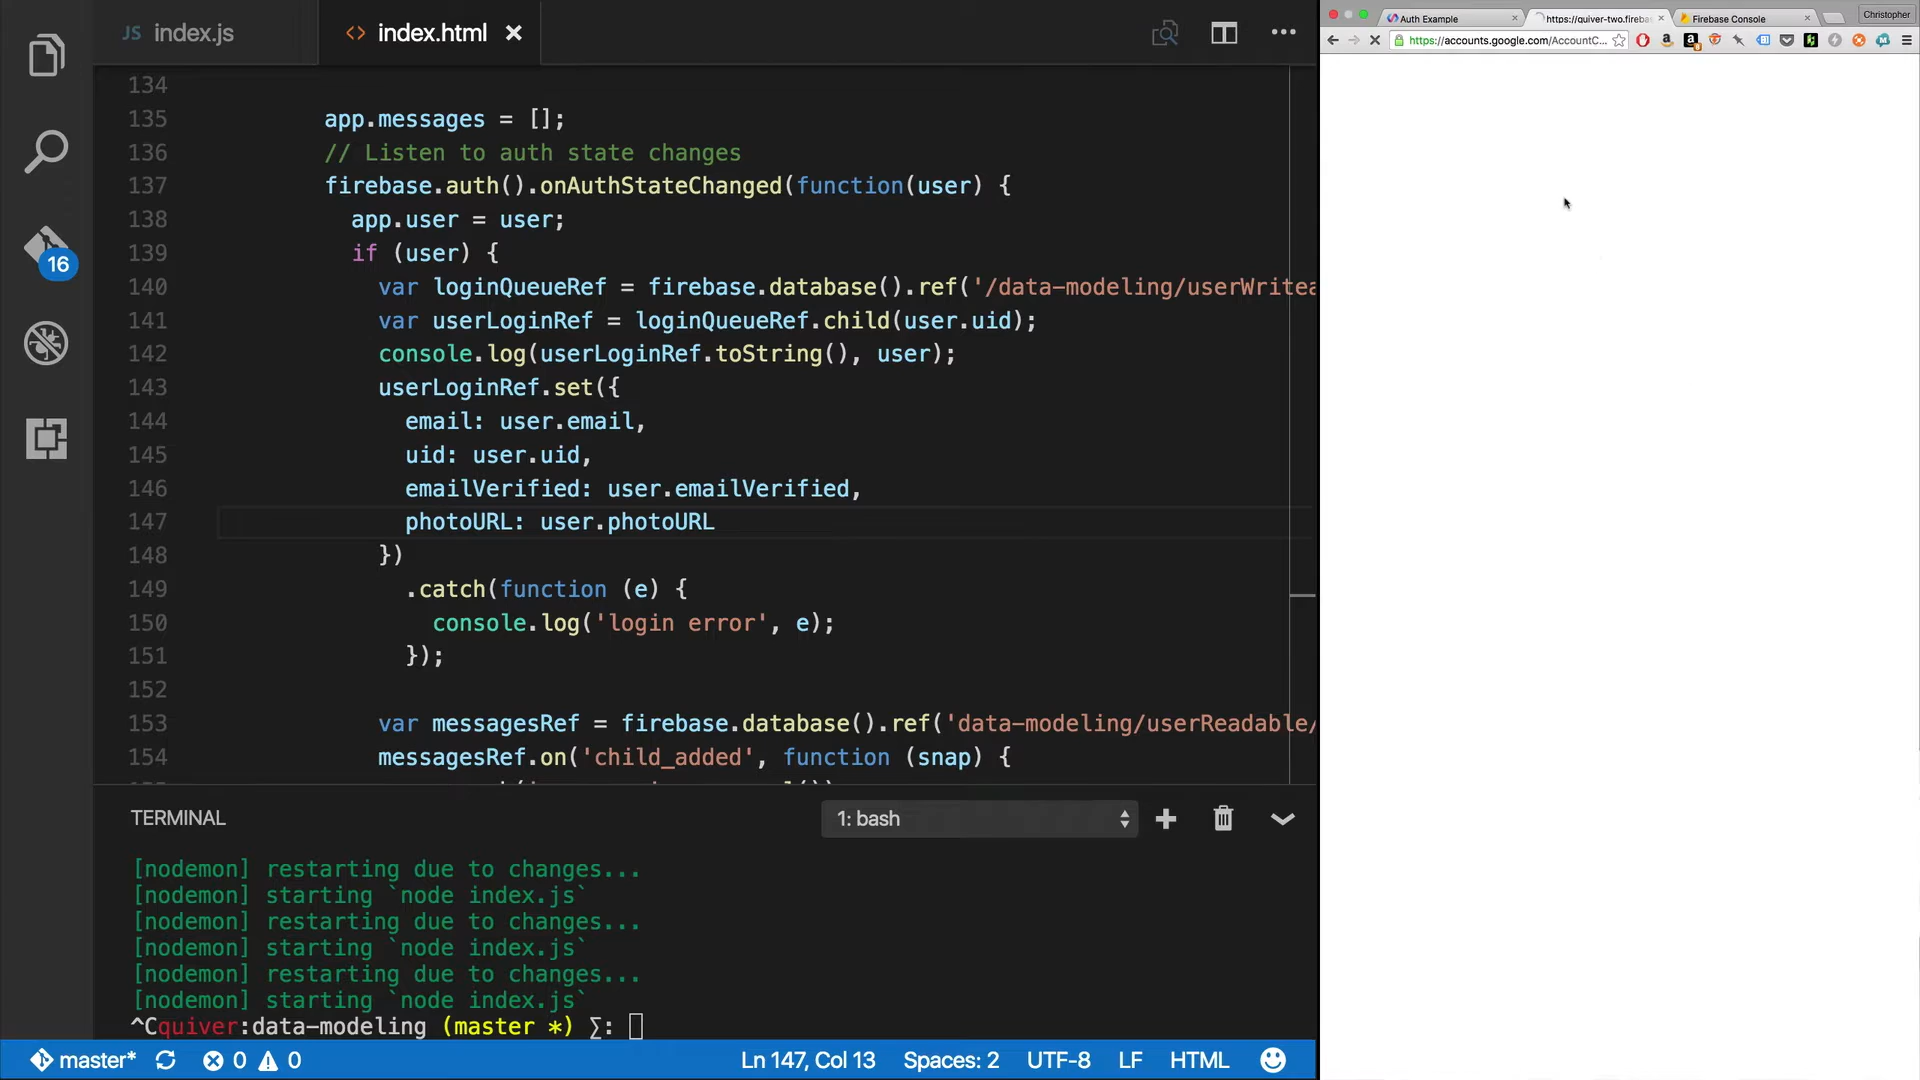 JS index.js
<> index.html
134
135 app.messages = [];
136 // Listen to auth state changes
137 firebase.auth().onAuthStateChanged(function(user) {
138 app.user = user;
139 if (user) {
140 var loginQueueRef = firebase.database().ref('/data-modeling/userWritea
141 var userLoginRef = loginQueueRef.child(user.uid);
142 console.log(userLoginRef.toString(), user);
143 userLoginRef.set({
144 email: user.email,
145 uid: user.uid,
146 emailVerified: user.emailVerified,
147 photoURL: user.photoURL
148 })
149 .catch(function (e) {
150 console.log('login error', e);
151 });
152
153 var messagesRef = firebase.database().ref('data-modeling/userReadable/
154 messagesRef.on('child_added', function (snap) {
16
TERMINAL
1: bash
[nodemon] restarting due to changes...
[nodemon] starting `node index.js`
[nodemon] restarting due to changes...
[nodemon] starting `node index.js`
[nodemon] restarting due to changes...
[nodemon] starting `node index.js`
^Cquiver:data-modeling (master *) ∑:
master* 0 0 Ln 147, Col 13 Spaces: 2 UTF-8 LF HTML
Auth Example
https://quiver-two.fireba
Firebase Console
Christopher
https://accounts.google.com/AccountC...